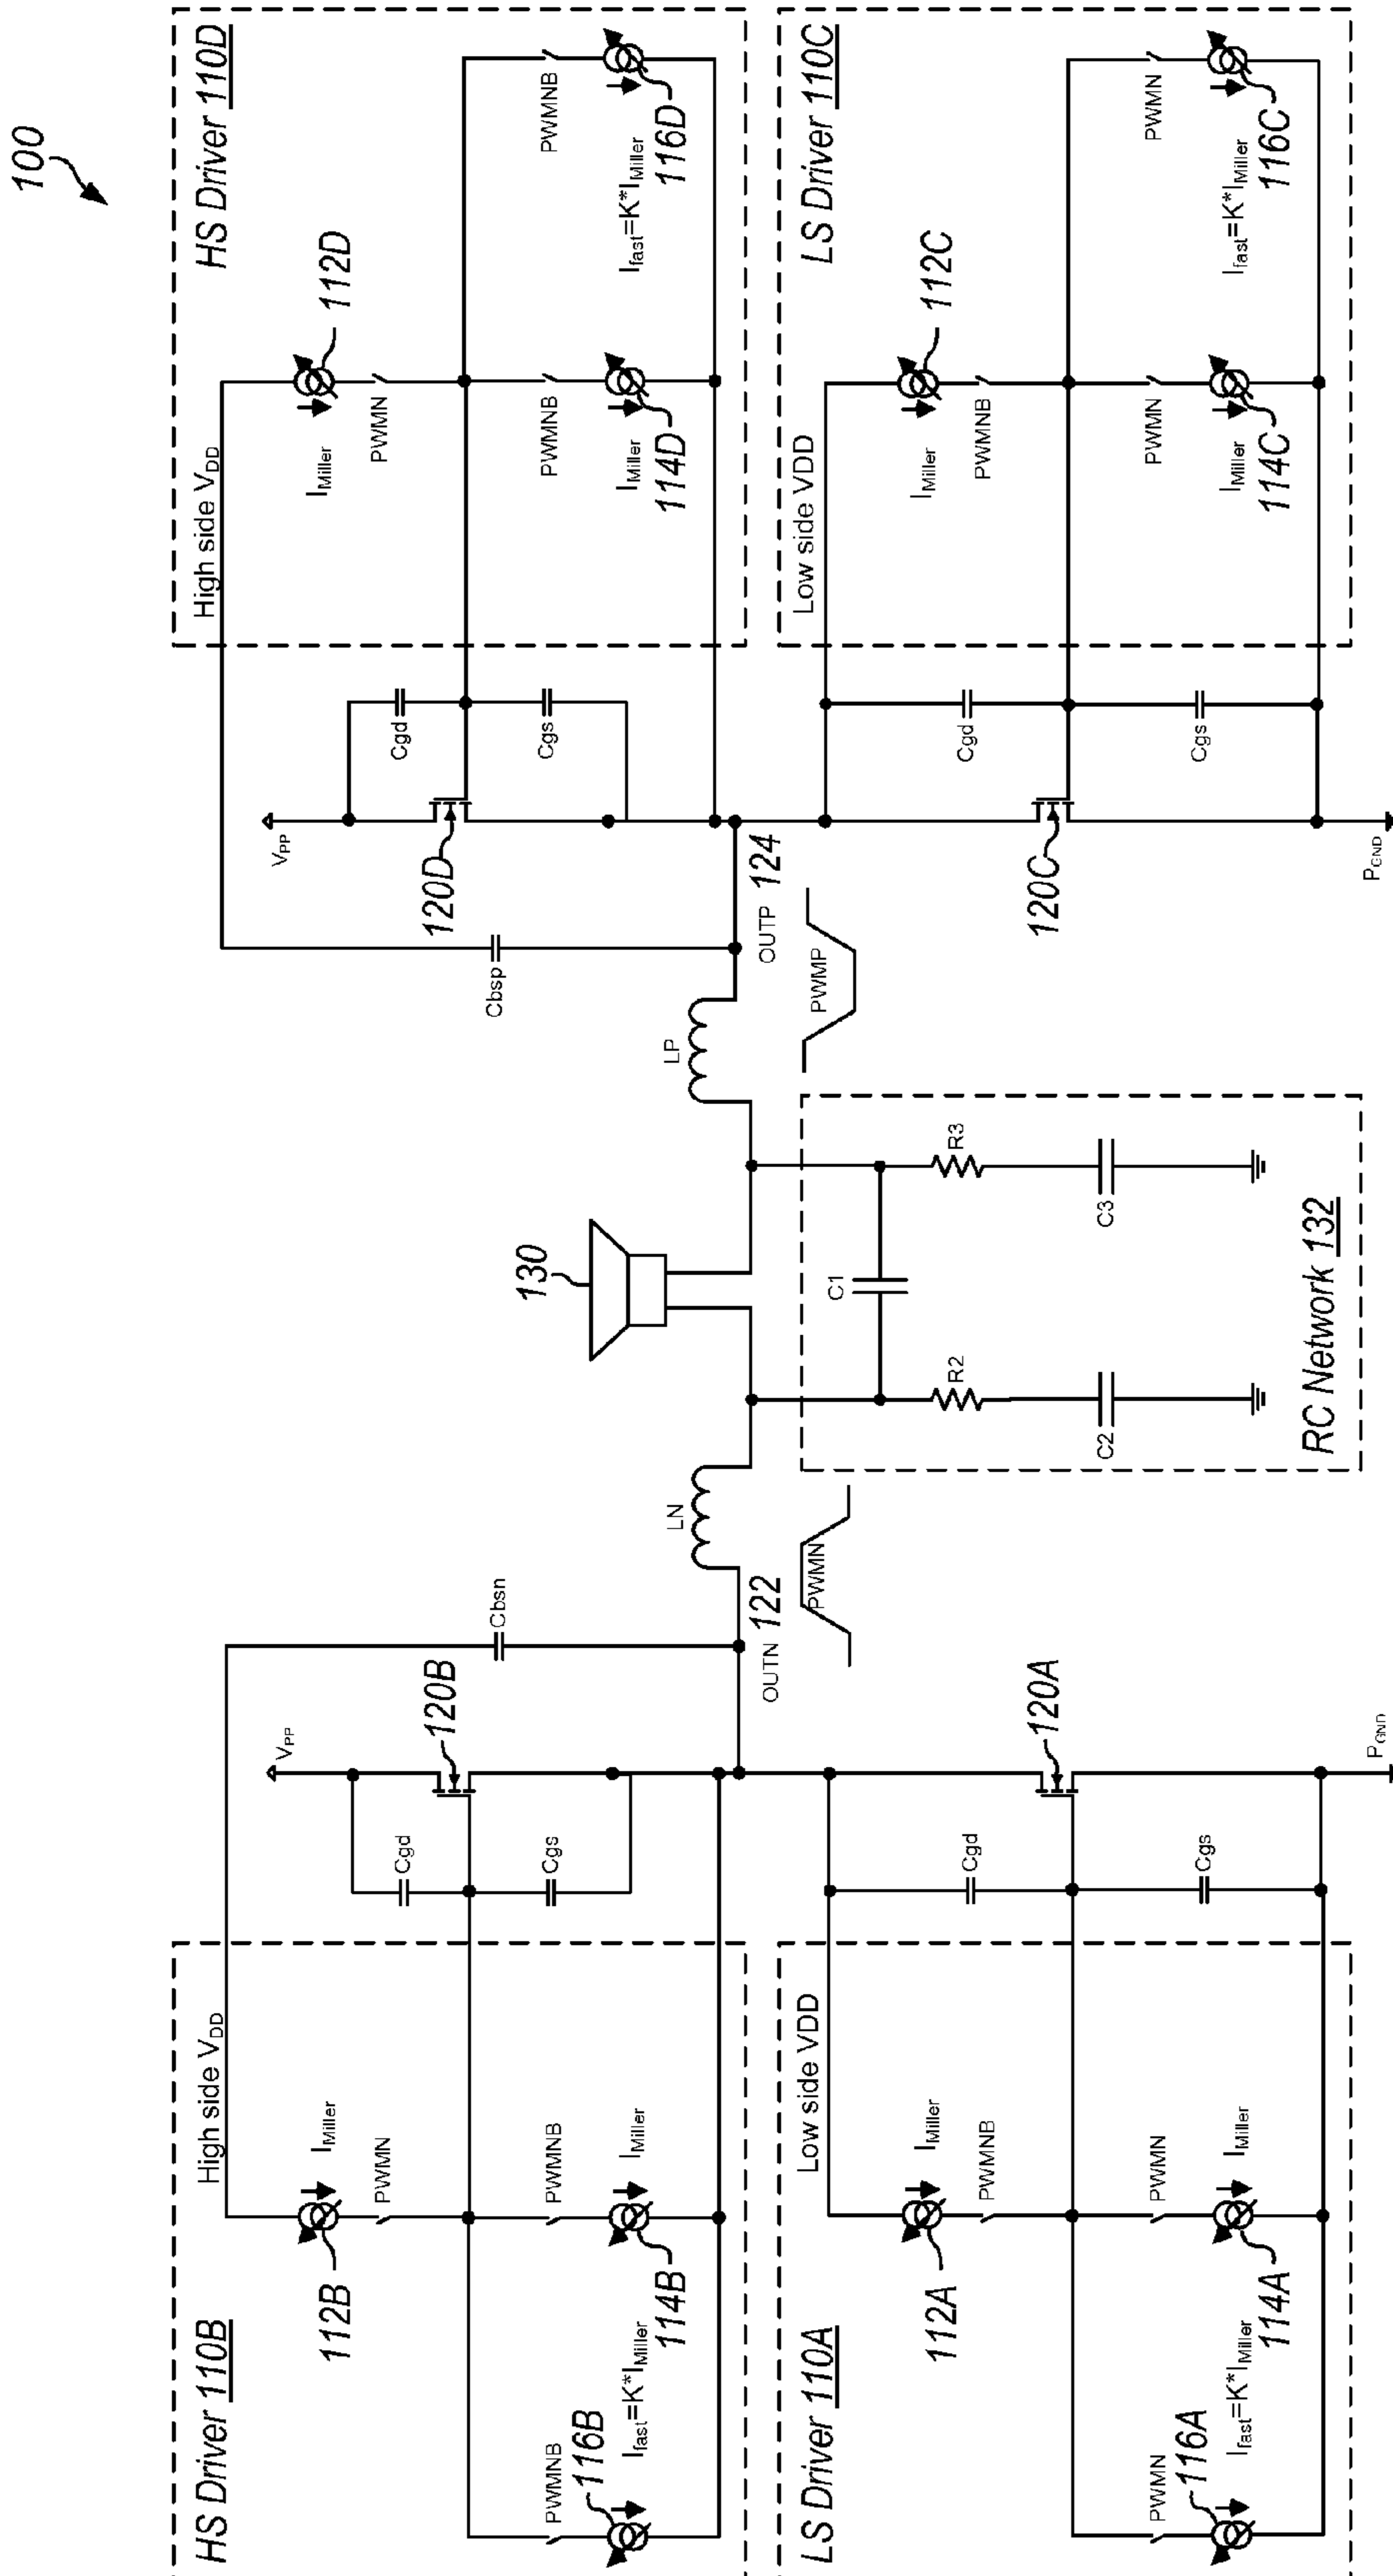 100
HS Driver 110B
High side VDD
112B
IMiller
PWMN
PWMNB
116B
Ifast=K*IMiller
PWMNB
IMiller
114B
LS Driver 110A
Low side VDD
112A
IMiller
PWMNB
PWMN
116A
Ifast=K*IMiller
PWMN
IMiller
114A
VPP
120B
Cgd
Cgs
Cbsn
OUTN 122
PWMN
Cgd
Cgs
120A
PGND
LN
130
LP
C1
R2
R3
C2
C3
RC Network 132
Cbsp
VPP
120D
Cgd
Cgs
OUTP 124
PWMP
120C
Cgd
Cgs
PGND
HS Driver 110D
High side VDD
112D
IMiller
PWMN
PWMNB
IMiller
114D
PWMNB
Ifast=K*IMiller
116D
LS Driver 110C
Low side VDD
112C
IMiller
PWMNB
PWMN
IMiller
114C
PWMN
Ifast=K*IMiller
116C